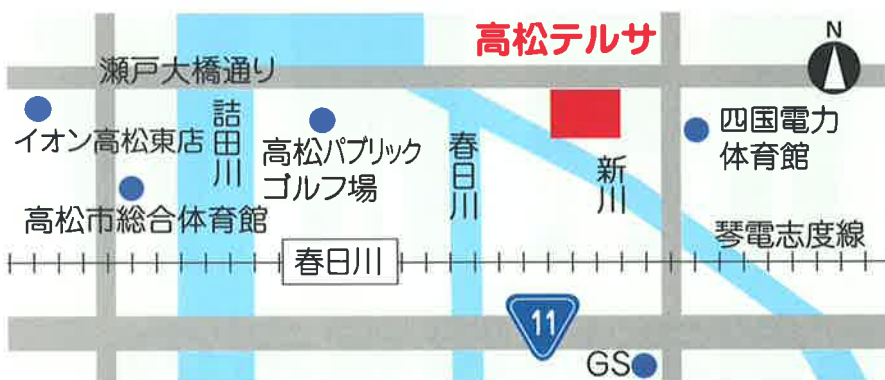 高松テルサ
N
瀬戸大橋通り
イオン高松東店
詰田川
高松パブリック
ゴルフ場
春日川
新川
四国電力
体育館
高松市総合体育館
琴電志度線
春日川
11
GS